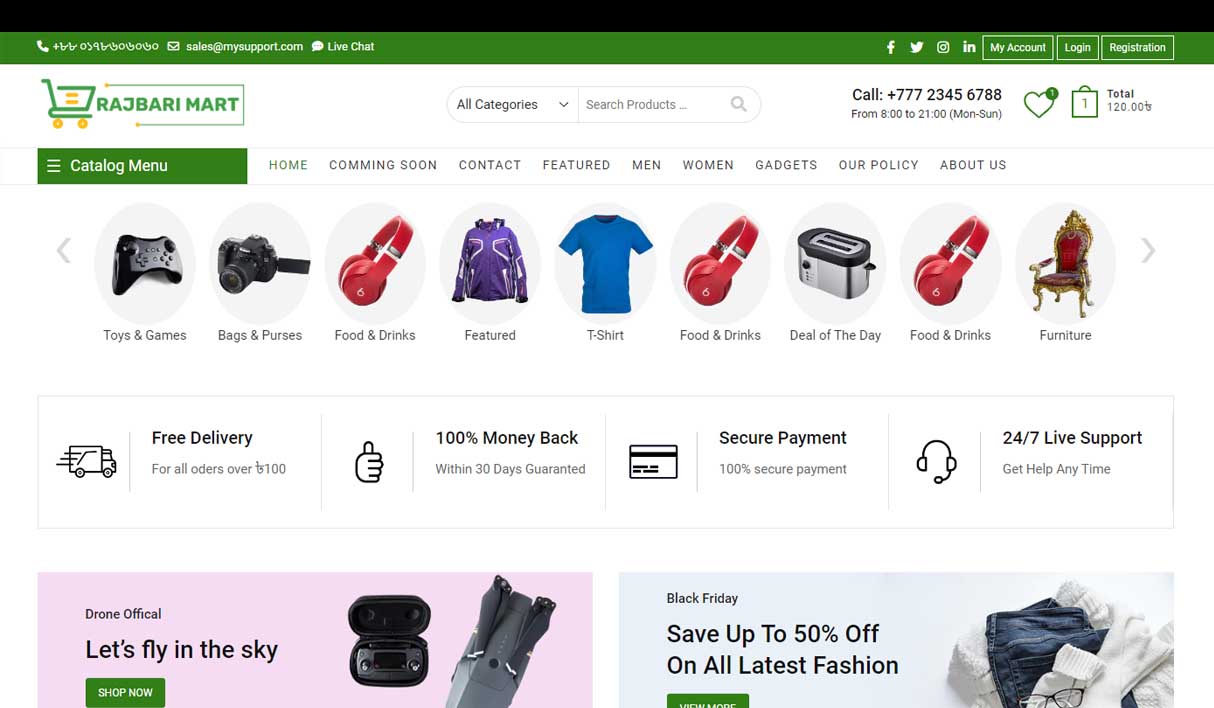 +৮৮ ০১৭৮৬০৬০৬০
sales@mysupport.com
Live Chat
My Account
Login
Registration
RAJBARI MART
All Categories
Search Products ...
Call: +777 2345 6788
From 8:00 to 21:00 (Mon-Sun)
1
1
Total
120.00৳
Catalog Menu
HOME
COMMING SOON
CONTACT
FEATURED
MEN
WOMEN
GADGETS
OUR POLICY
ABOUT US
Toys & Games
Bags & Purses
Food & Drinks
Featured
T-Shirt
Food & Drinks
Deal of The Day
Food & Drinks
Furniture
Free Delivery
For all oders over ৳100
100% Money Back
Within 30 Days Guaranted
Secure Payment
100% secure payment
24/7 Live Support
Get Help Any Time
Drone Offical
Let's fly in the sky
SHOP NOW
Black Friday
Save Up To 50% Off
On All Latest Fashion
VIEW MORE